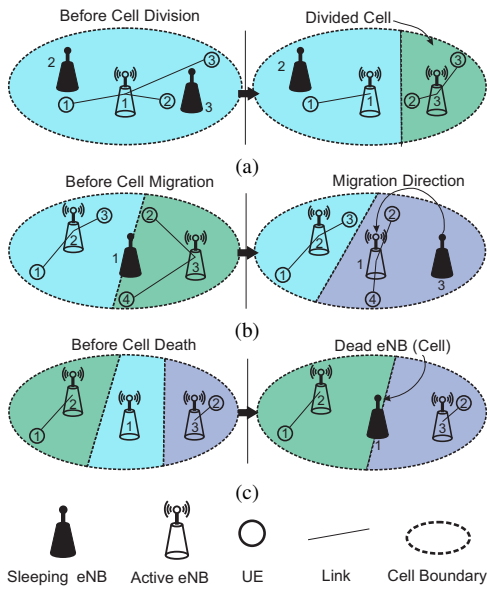 Before Cell Division
Divided Cell
2
3
1
1
2
3
2
3
1
1
2
3
(a)
Before Cell Migration
Migration Direction
2
3
2
1
1
3
4
3
2
2
1
1
4
3
(b)
Before Cell Death
Dead eNB (Cell)
2
1
1
2
3
2
1
1
2
3
(c)
Sleeping eNB
Active eNB
UE
Link
Cell Boundary